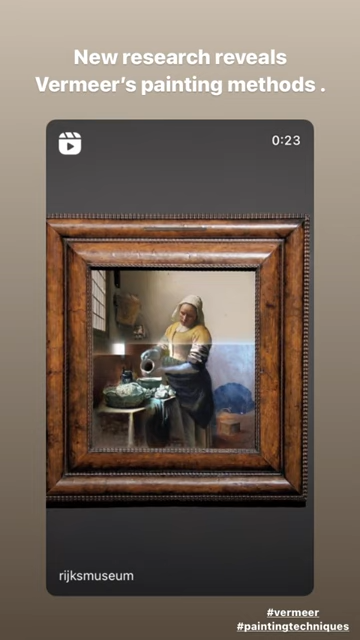 New research reveals
Vermeer’s painting methods .
0:23
rijksmuseum
#vermeer
#paintingtechniques